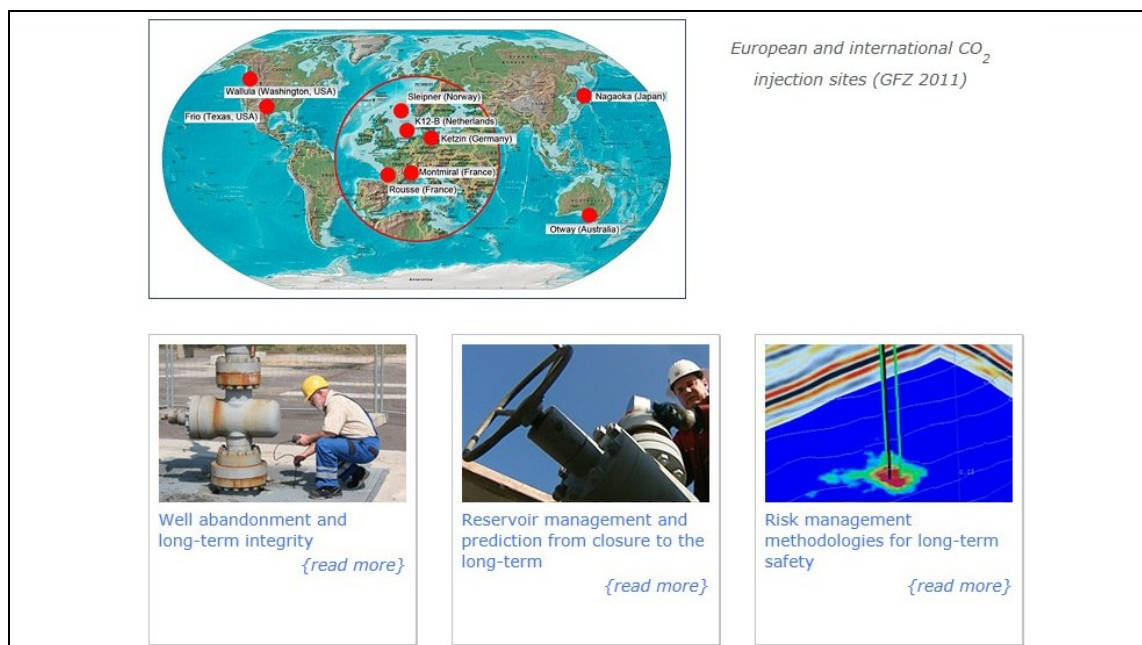 European and international CO2
injection sites (GFZ 2011)
Wallula (Washington, USA)
Frio (Texas, USA)
Sleipner (Norway)
K12-B (Netherlands)
Ketzin (Germany)
Montmiral (France)
Rousse (France)
Nagaoka (Japan)
Otway (Australia)
Antarctica
Well abandonment and
long-term integrity
{read more}
Reservoir management and
prediction from closure to the
long-term
{read more}
Risk management
methodologies for long-term
safety
{read more}